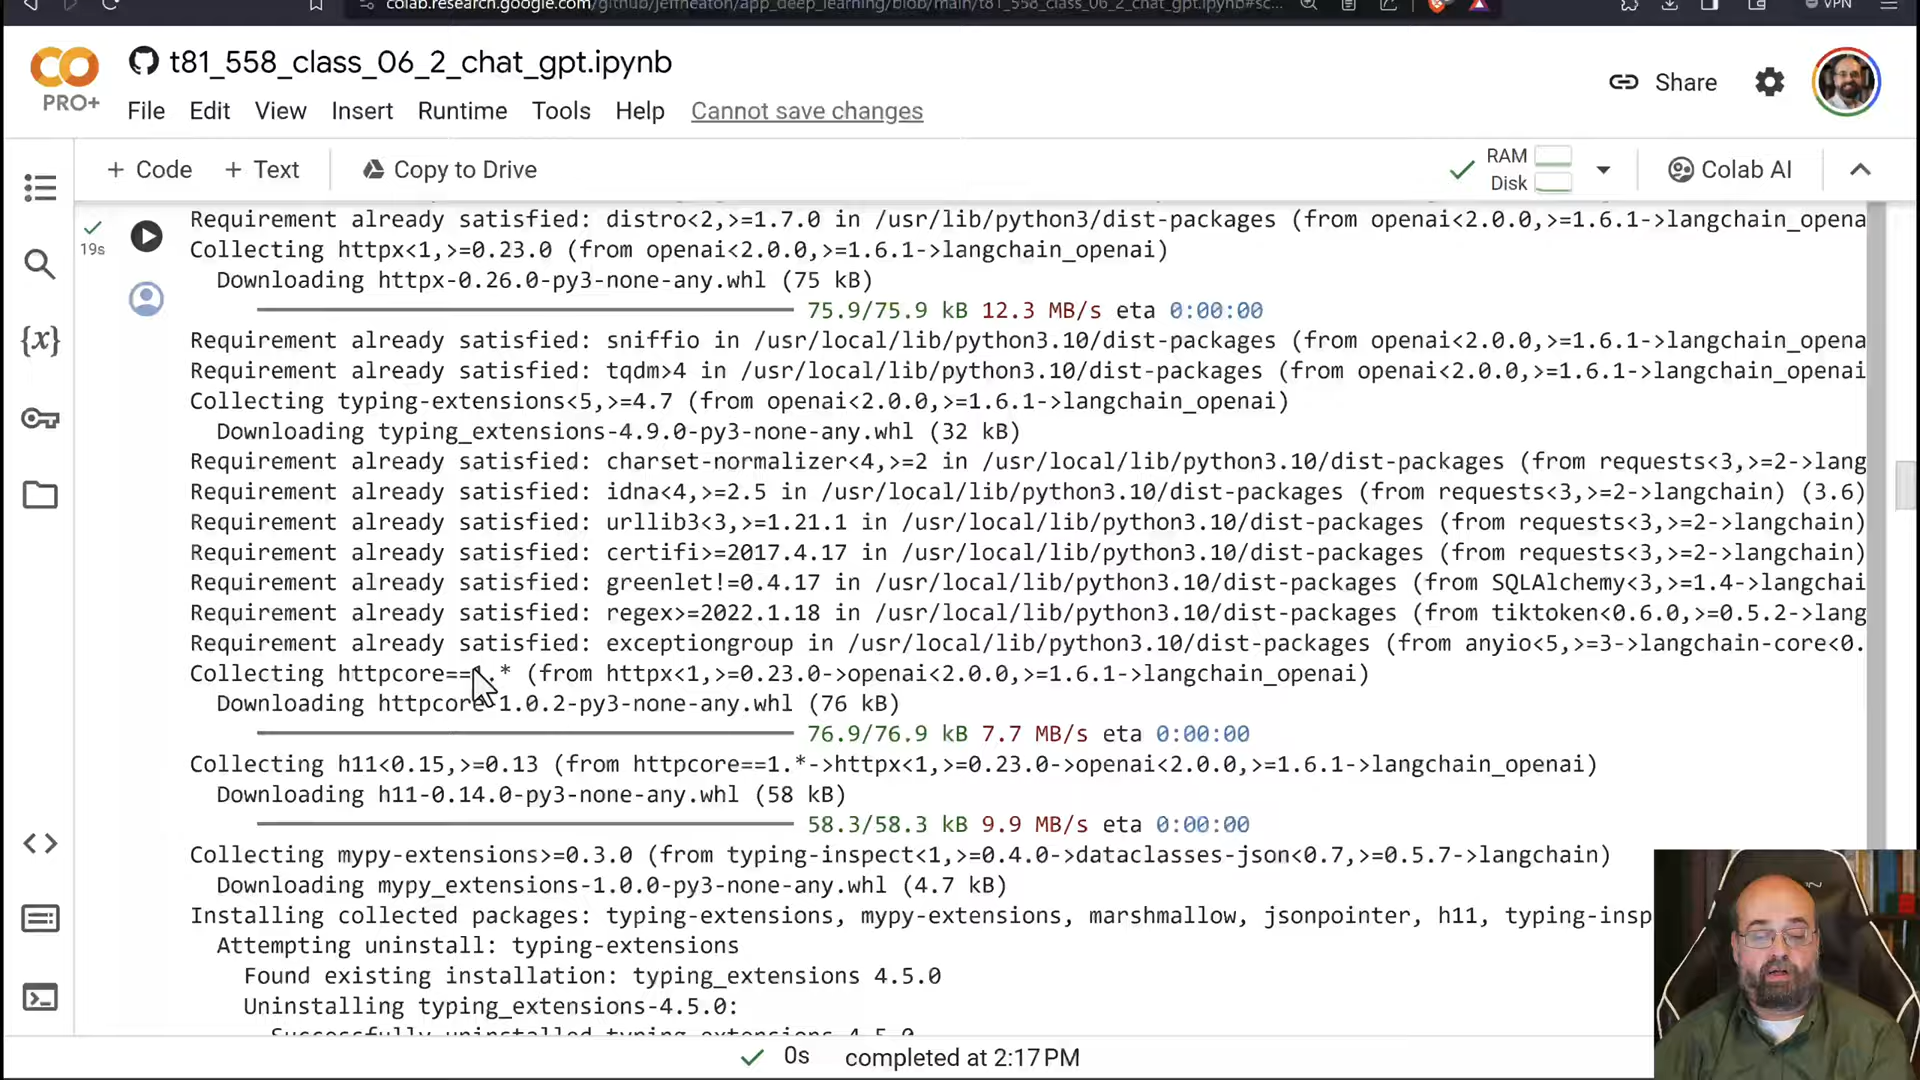 colab.research.google.com/github/jeffheaton/app_deep_learning/blob/main/t81_558_class_06_2_chat_gpt.ipynb#sc...
VPN
t81_558_class_06_2_chat_gpt.ipynb
PRO+
File Edit View Insert Runtime Tools Help Cannot save changes
Share
+ Code + Text Copy to Drive
RAM
Disk
Colab AI
19s
Requirement already satisfied: distro<2,>=1.7.0 in /usr/lib/python3/dist-packages (from openai<2.0.0,>=1.6.1->langchain_opena
Collecting httpx<1,>=0.23.0 (from openai<2.0.0,>=1.6.1->langchain_openai)
Downloading httpx-0.26.0-py3-none-any.whl (75 kB)
75.9/75.9 kB 12.3 MB/s eta 0:00:00
Requirement already satisfied: sniffio in /usr/local/lib/python3.10/dist-packages (from openai<2.0.0,>=1.6.1->langchain_opena
Requirement already satisfied: tqdm>4 in /usr/local/lib/python3.10/dist-packages (from openai<2.0.0,>=1.6.1->langchain_openai
Collecting typing-extensions<5,>=4.7 (from openai<2.0.0,>=1.6.1->langchain_openai)
Downloading typing_extensions-4.9.0-py3-none-any.whl (32 kB)
Requirement already satisfied: charset-normalizer<4,>=2 in /usr/local/lib/python3.10/dist-packages (from requests<3,>=2->lang
Requirement already satisfied: idna<4,>=2.5 in /usr/local/lib/python3.10/dist-packages (from requests<3,>=2->langchain) (3.6)
Requirement already satisfied: urllib3<3,>=1.21.1 in /usr/local/lib/python3.10/dist-packages (from requests<3,>=2->langchain)
Requirement already satisfied: certifi>=2017.4.17 in /usr/local/lib/python3.10/dist-packages (from requests<3,>=2->langchain)
Requirement already satisfied: greenlet!=0.4.17 in /usr/local/lib/python3.10/dist-packages (from SQLAlchemy<3,>=1.4->langchai
Requirement already satisfied: regex>=2022.1.18 in /usr/local/lib/python3.10/dist-packages (from tiktoken<0.6.0,>=0.5.2->lang
Requirement already satisfied: exceptiongroup in /usr/local/lib/python3.10/dist-packages (from anyio<5,>=3->langchain-core<0.
Collecting httpcore==1.* (from httpx<1,>=0.23.0->openai<2.0.0,>=1.6.1->langchain_openai)
Downloading httpcore-1.0.2-py3-none-any.whl (76 kB)
76.9/76.9 kB 7.7 MB/s eta 0:00:00
Collecting h11<0.15,>=0.13 (from httpcore==1.*->httpx<1,>=0.23.0->openai<2.0.0,>=1.6.1->langchain_openai)
Downloading h11-0.14.0-py3-none-any.whl (58 kB)
58.3/58.3 kB 9.9 MB/s eta 0:00:00
Collecting mypy-extensions>=0.3.0 (from typing-inspect<1,>=0.4.0->dataclasses-json<0.7,>=0.5.7->langchain)
Downloading mypy_extensions-1.0.0-py3-none-any.whl (4.7 kB)
Installing collected packages: typing-extensions, mypy-extensions, marshmallow, jsonpointer, h11, typing-insp
Attempting uninstall: typing-extensions
Found existing installation: typing_extensions 4.5.0
Uninstalling typing_extensions-4.5.0:
Successfully uninstalled typing_extensions-4.5.0
0s completed at 2:17 PM